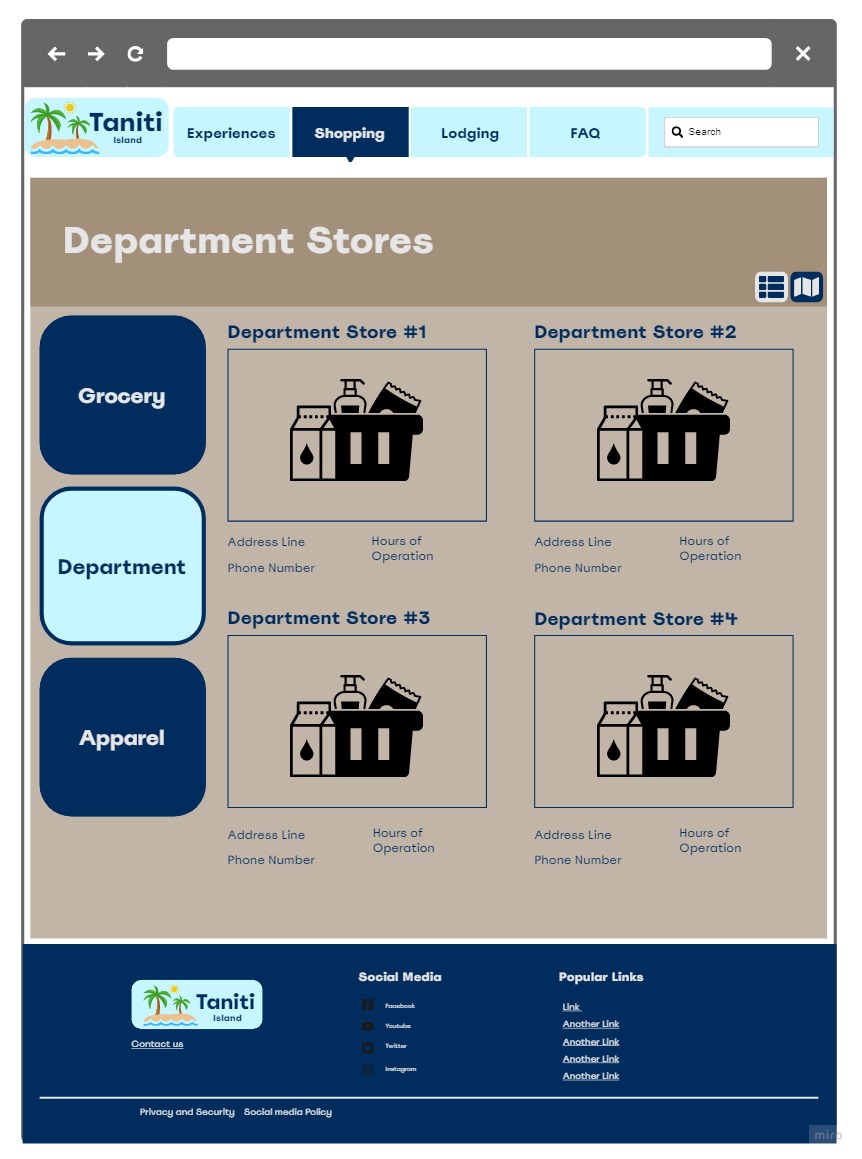 Taniti
Island
Experiences
Shopping
Lodging
FAQ
Search
Department Stores
Grocery
Department
Apparel
Department Store #1
Department Store #2
Address Line
Hours of
Operation
Phone Number
Address Line
Hours of
Operation
Phone Number
Department Store #3
Department Store #4
Address Line
Hours of
Operation
Phone Number
Address Line
Hours of
Operation
Phone Number
Taniti
Island
Contact us
Social Media
Facebook
Youtube
Twitter
Instagram
Popular Links
Link
Another Link
Another Link
Another Link
Another Link
Privacy and Security
Social media Policy
miro